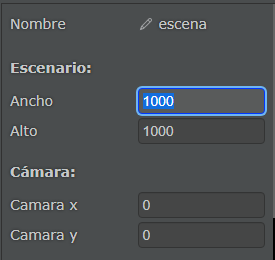 Nombre escena
Escenario:
Ancho 1000
Alto 1000
Cámara:
Camara x 0
Camara y 0